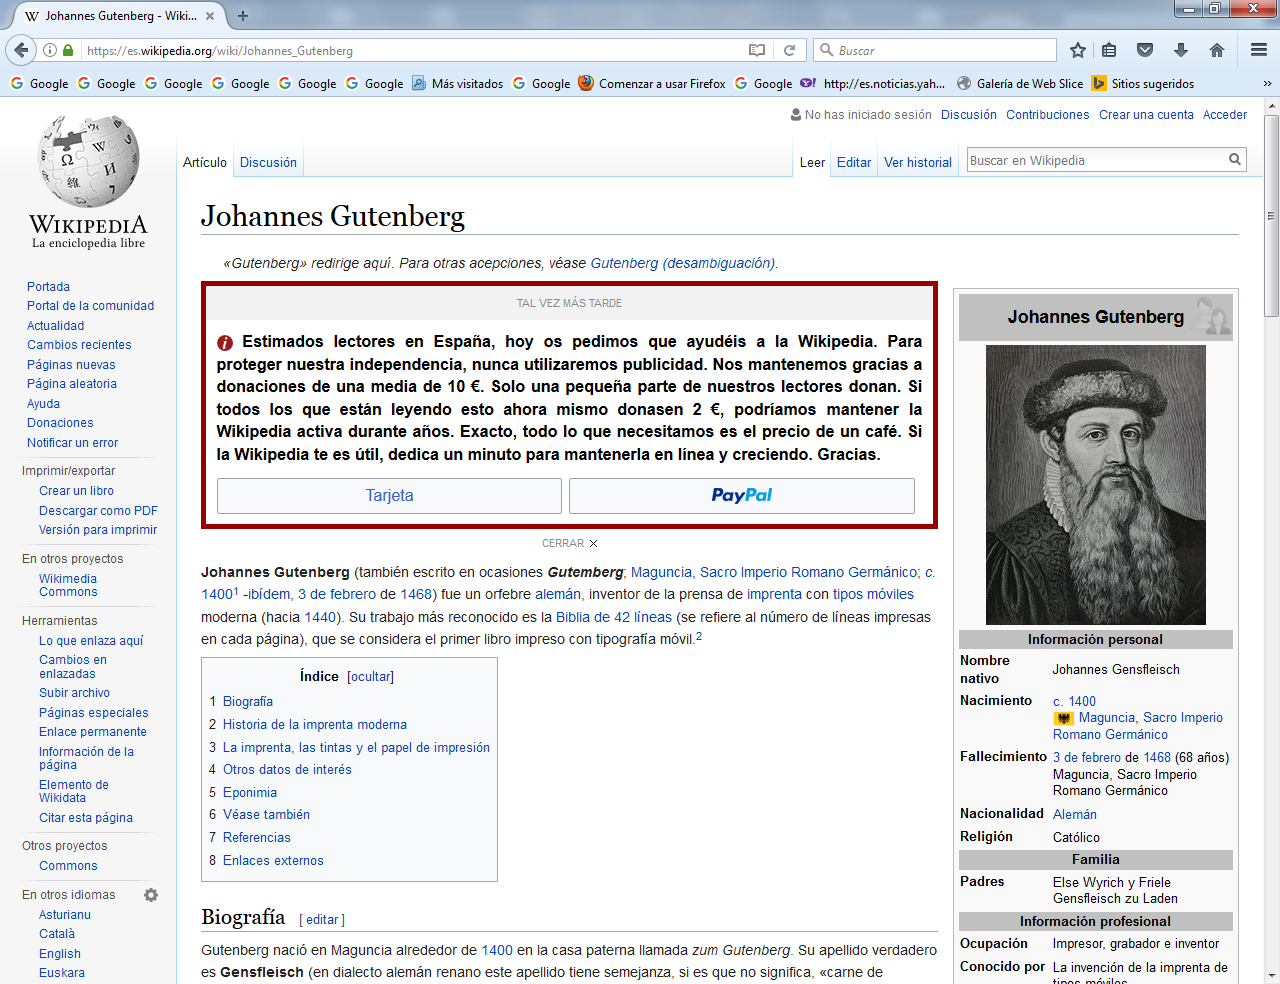 Johannes Gutenberg - Wiki...
https://es.wikipedia.org/wiki/Johannes_Gutenberg
Buscar
Google Google Google Google Google Google Más visitados Google Comenzar a usar Firefox Google http://es.noticias.yah... Galería de Web Slice Sitios sugeridos
No has iniciado sesión Discusión Contribuciones Crear una cuenta Acceder
Artículo Discusión Leer Editar Ver historial Buscar en Wikipedia
WIKIPEDIA
La enciclopedia libre
Portada
Portal de la comunidad
Actualidad
Cambios recientes
Páginas nuevas
Página aleatoria
Ayuda
Donaciones
Notificar un error
Imprimir/exportar
Crear un libro
Descargar como PDF
Versión para imprimir
En otros proyectos
Wikimedia
Commons
Herramientas
Lo que enlaza aquí
Cambios en
enlazadas
Subir archivo
Páginas especiales
Enlace permanente
Información de la
página
Elemento de
Wikidata
Citar esta página
Otros proyectos
Commons
En otros idiomas
Asturianu
Català
English
Euskara
Johannes Gutenberg
«Gutenberg» redirige aquí. Para otras acepciones, véase Gutenberg (desambiguación).
TAL VEZ MÁS TARDE
Estimados lectores en España, hoy os pedimos que ayudéis a la Wikipedia. Para
proteger nuestra independencia, nunca utilizaremos publicidad. Nos mantenemos gracias a
donaciones de una media de 10 €. Solo una pequeña parte de nuestros lectores donan. Si
todos los que están leyendo esto ahora mismo donasen 2 €, podríamos mantener la
Wikipedia activa durante años. Exacto, todo lo que necesitamos es el precio de un café. Si
la Wikipedia te es útil, dedica un minuto para mantenerla en línea y creciendo. Gracias.
Tarjeta PayPal
CERRAR
Johannes Gutenberg (también escrito en ocasiones Gutemberg; Maguncia, Sacro Imperio Romano Germánico; c.
1400¹ -ibídem, 3 de febrero de 1468) fue un orfebre alemán, inventor de la prensa de imprenta con tipos móviles
moderna (hacia 1440). Su trabajo más reconocido es la Biblia de 42 líneas (se refiere al número de líneas impresas
en cada página), que se considera el primer libro impreso con tipografía móvil.²
Índice [ocultar]
1 Biografía
2 Historia de la imprenta moderna
3 La imprenta, las tintas y el papel de impresión
4 Otros datos de interés
5 Eponimia
6 Véase también
7 Referencias
8 Enlaces externos
Biografía [ editar ]
Gutenberg nació en Maguncia alrededor de 1400 en la casa paterna llamada zum Gutenberg. Su apellido verdadero
es Gensfleisch (en dialecto alemán renano este apellido tiene semejanza, si es que no significa, «carne de
Johannes Gutenberg
Información personal
Nombre nativo Johannes Gensfleisch
Nacimiento c. 1400
Maguncia, Sacro Imperio
Romano Germánico
Fallecimiento 3 de febrero de 1468 (68 años)
Maguncia, Sacro Imperio
Romano Germánico
Nacionalidad Alemán
Religión Católico
Familia
Padres Else Wyrich y Friele
Gensfleisch zu Laden
Información profesional
Ocupación Impresor, grabador e inventor
Conocido por La invención de la imprenta de
tipos móviles